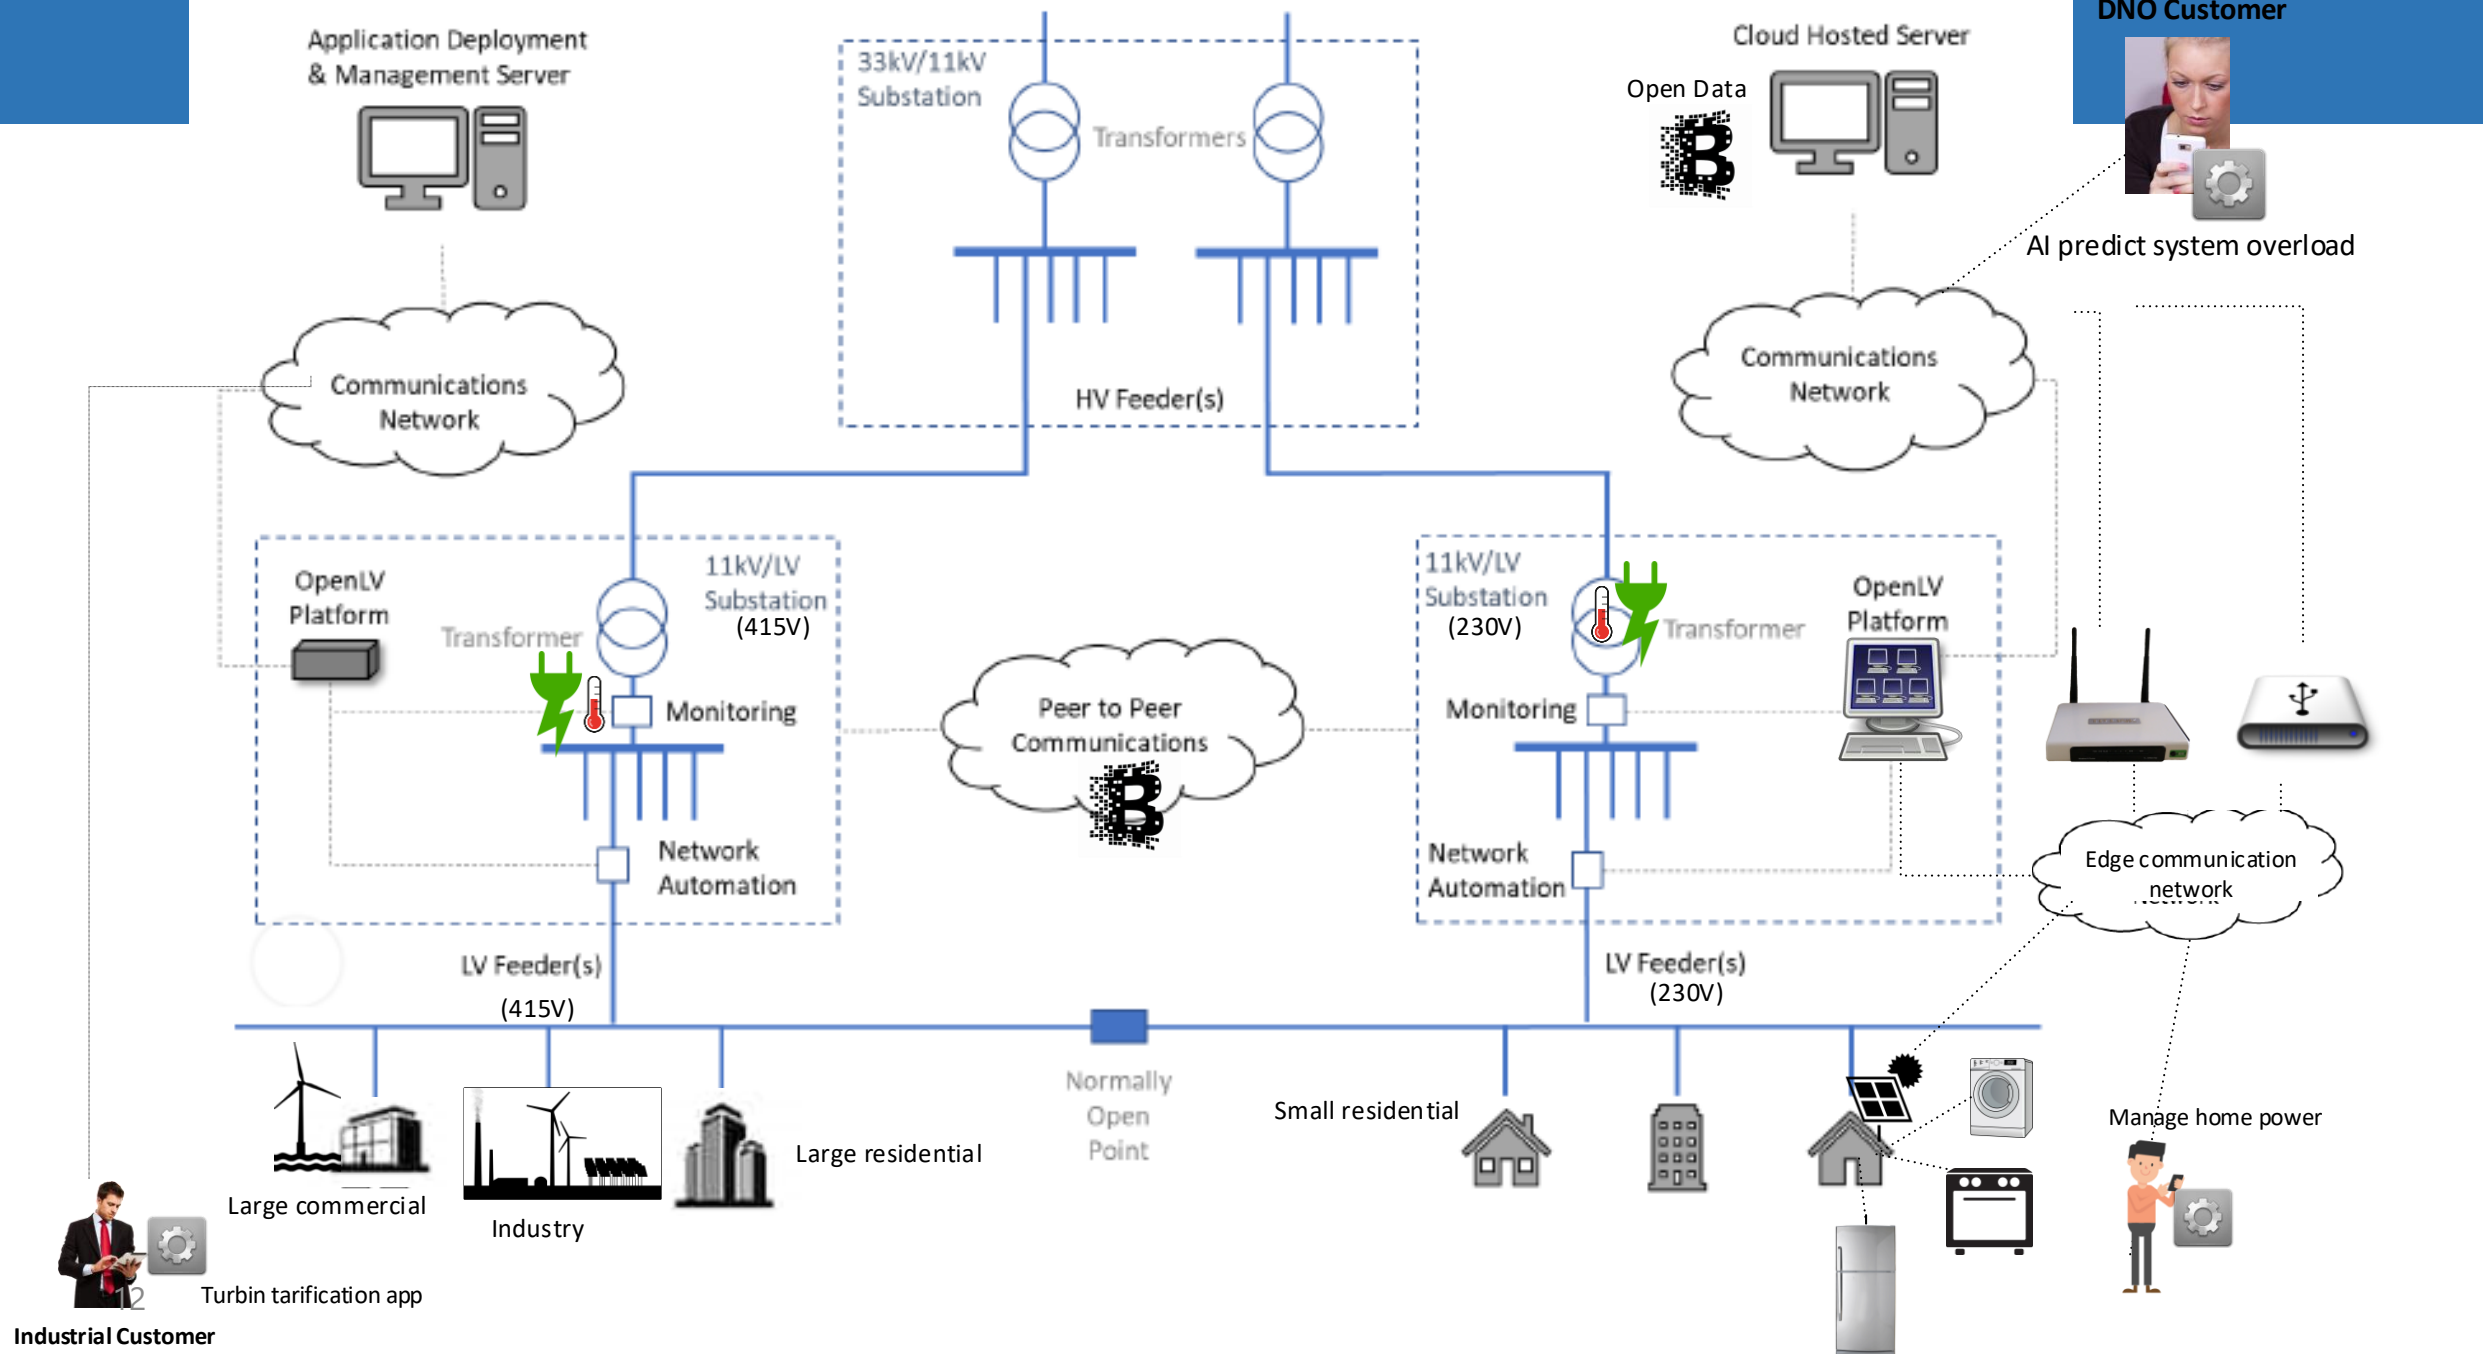 DNO Customer
Application Deployment
& Management Server
33kV/11kV
Substation
Transformers
Cloud Hosted Server
Open Data
AI predict system overload
Communications
Network
HV Feeder(s)
Communications
Network
OpenLV
Platform
11kV/LV
Substation
(415V)
Transformer
Monitoring
Network
Automation
Peer to Peer
Communications
11kV/LV
Substation
(230V)
Transformer
OpenLV
Platform
Monitoring
Network
Automation
Edge communication
network
LV Feeder(s)
(415V)
LV Feeder(s)
(230V)
Normally
Open
Point
Large commercial
Industry
Large residential
Small residential
Manage home power
12
Turbin tarification app
Industrial Customer